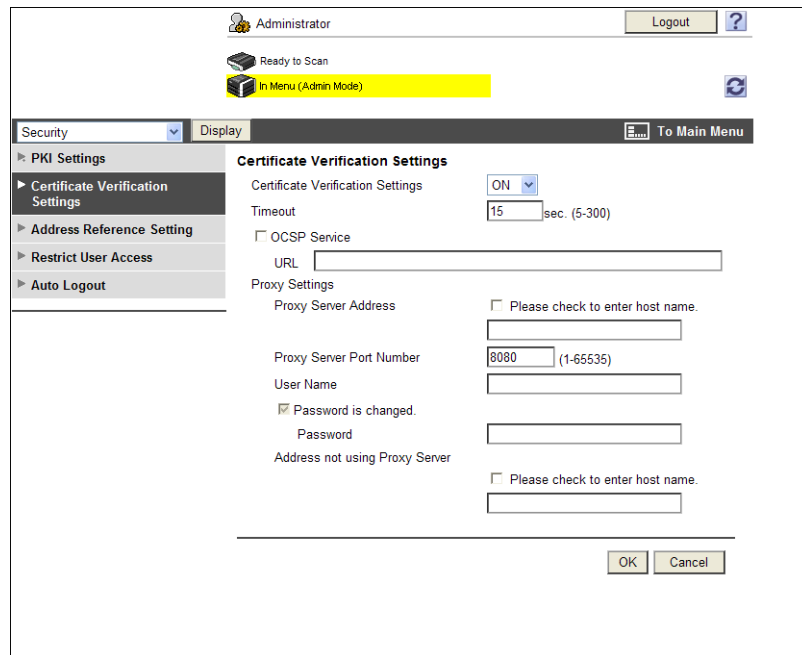 Administrator
Logout
?
Ready to Scan
In Menu (Admin Mode)
Security
Display
To Main Menu
PKI Settings
Certificate Verification Settings
Address Reference Setting
Restrict User Access
Auto Logout
Certificate Verification Settings
Certificate Verification Settings ON
Timeout 15 sec. (5-300)
OCSP Service
URL
Proxy Settings
Proxy Server Address Please check to enter host name.
Proxy Server Port Number 8080 (1-65535)
User Name
Password is changed.
Password
Address not using Proxy Server
Please check to enter host name.
OK Cancel